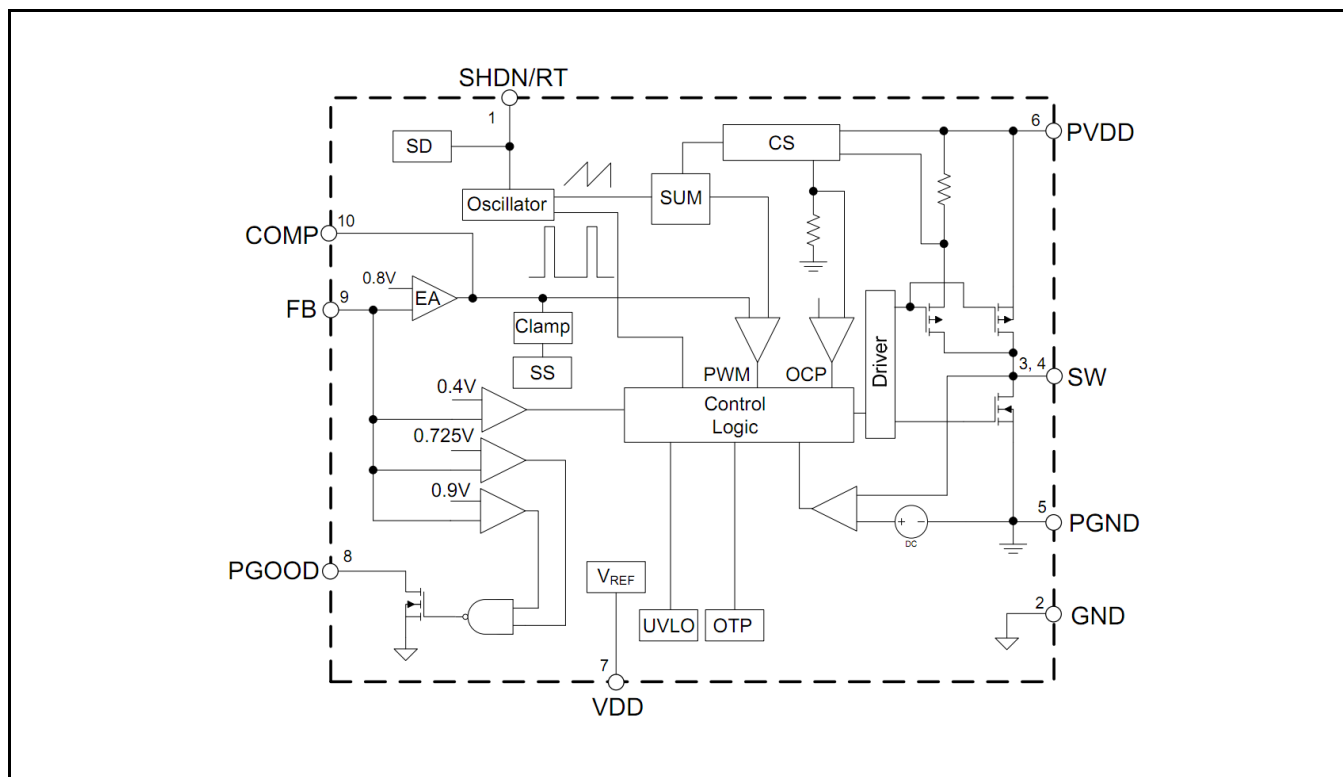 SHDN/RT
1
6
PVDD
SD
CS
Oscillator
SUM
COMP
10
0.8V
EA
FB
9
Clamp
SS
Driver
PWM
OCP
3, 4
SW
0.4V
Control
Logic
0.725V
0.9V
+
-
DC
5
PGND
PGOOD
8
VREF
UVLO
OTP
2
GND
7
VDD